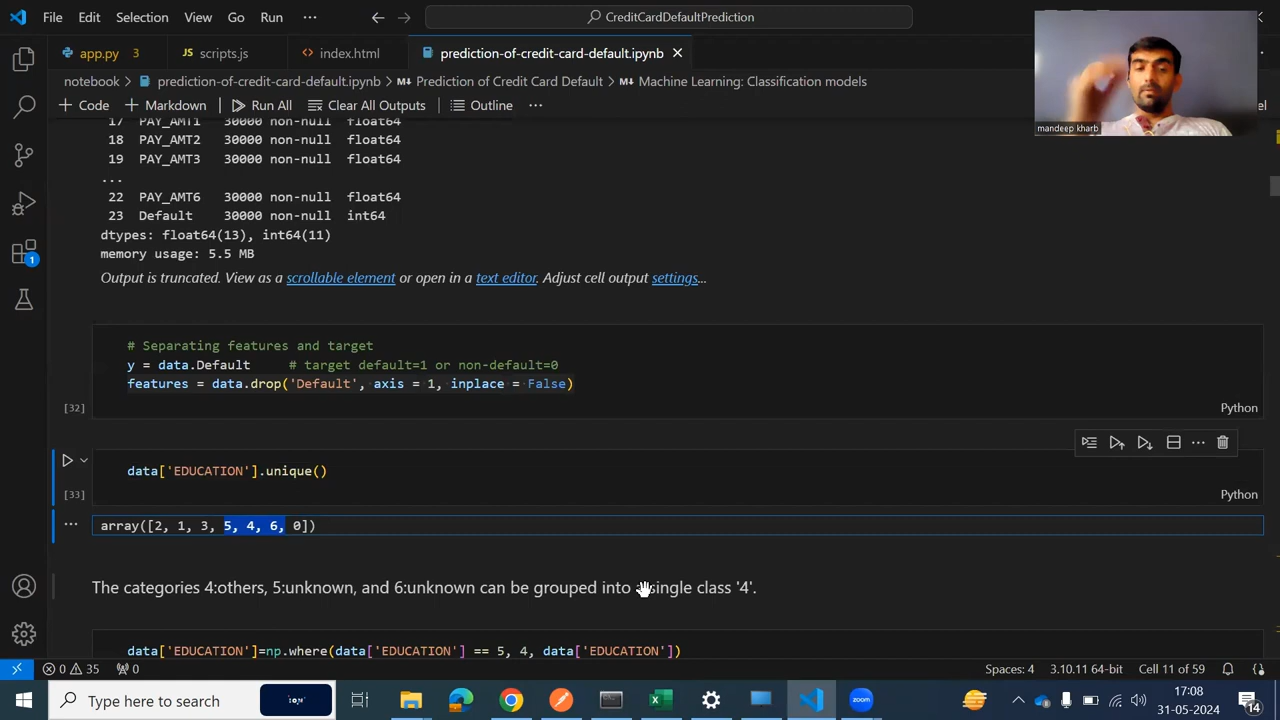 File Edit Selection View Go Run ... CreditCardDefaultPrediction
app.py 3 JS scripts.js <> index.html prediction-of-credit-card-default.ipynb
notebook > prediction-of-credit-card-default.ipynb > M↓ Prediction of Credit Card Default > M↓ Machine Learning: Classification models
+ Code + Markdown Run All Clear All Outputs Outline ...
mandeep kharb
17 PAY_AMT1 30000 non-null float64
18 PAY_AMT2 30000 non-null float64
19 PAY_AMT3 30000 non-null float64
...
22 PAY_AMT6 30000 non-null float64
23 Default 30000 non-null int64
dtypes: float64(13), int64(11)
memory usage: 5.5 MB
Output is truncated. View as a scrollable element or open in a text editor. Adjust cell output settings...
# Separating features and target
y = data.Default # target default=1 or non-default=0
features = data.drop('Default', axis = 1, inplace = False)
[32] Python
data['EDUCATION'].unique()
[33] Python
... array([2, 1, 3, 5, 4, 6, 0])
The categories 4:others, 5:unknown, and 6:unknown can be grouped into single class '4'.
data['EDUCATION']=np.where(data['EDUCATION'] == 5, 4, data['EDUCATION'])
0 35 0 Spaces: 4 3.10.11 64-bit Cell 11 of 59
Type here to search zoom 17:08
31-05-2024 14